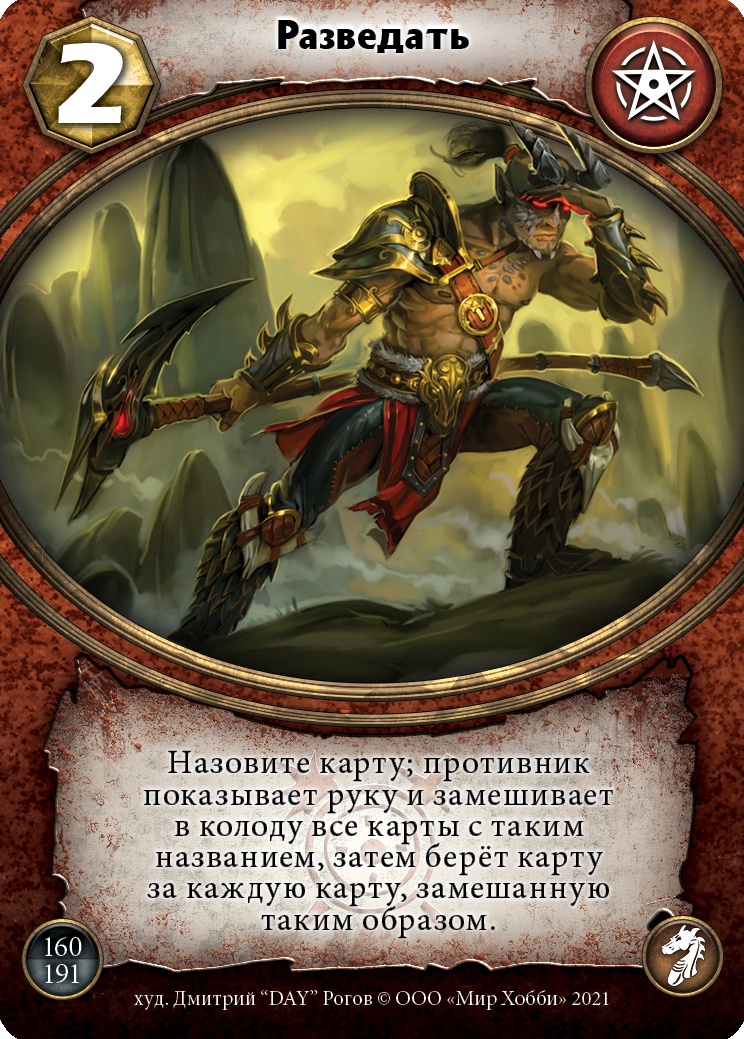 Разведать
2
Назовите карту; противник
показывает руку и замешивает
в колоду все карты с таким
названием, затем берёт карту
за каждую карту, замешанную
таким образом.
160
191
худ. Дмитрий “DAY” Рогов © ООО «Мир Хобби» 2021